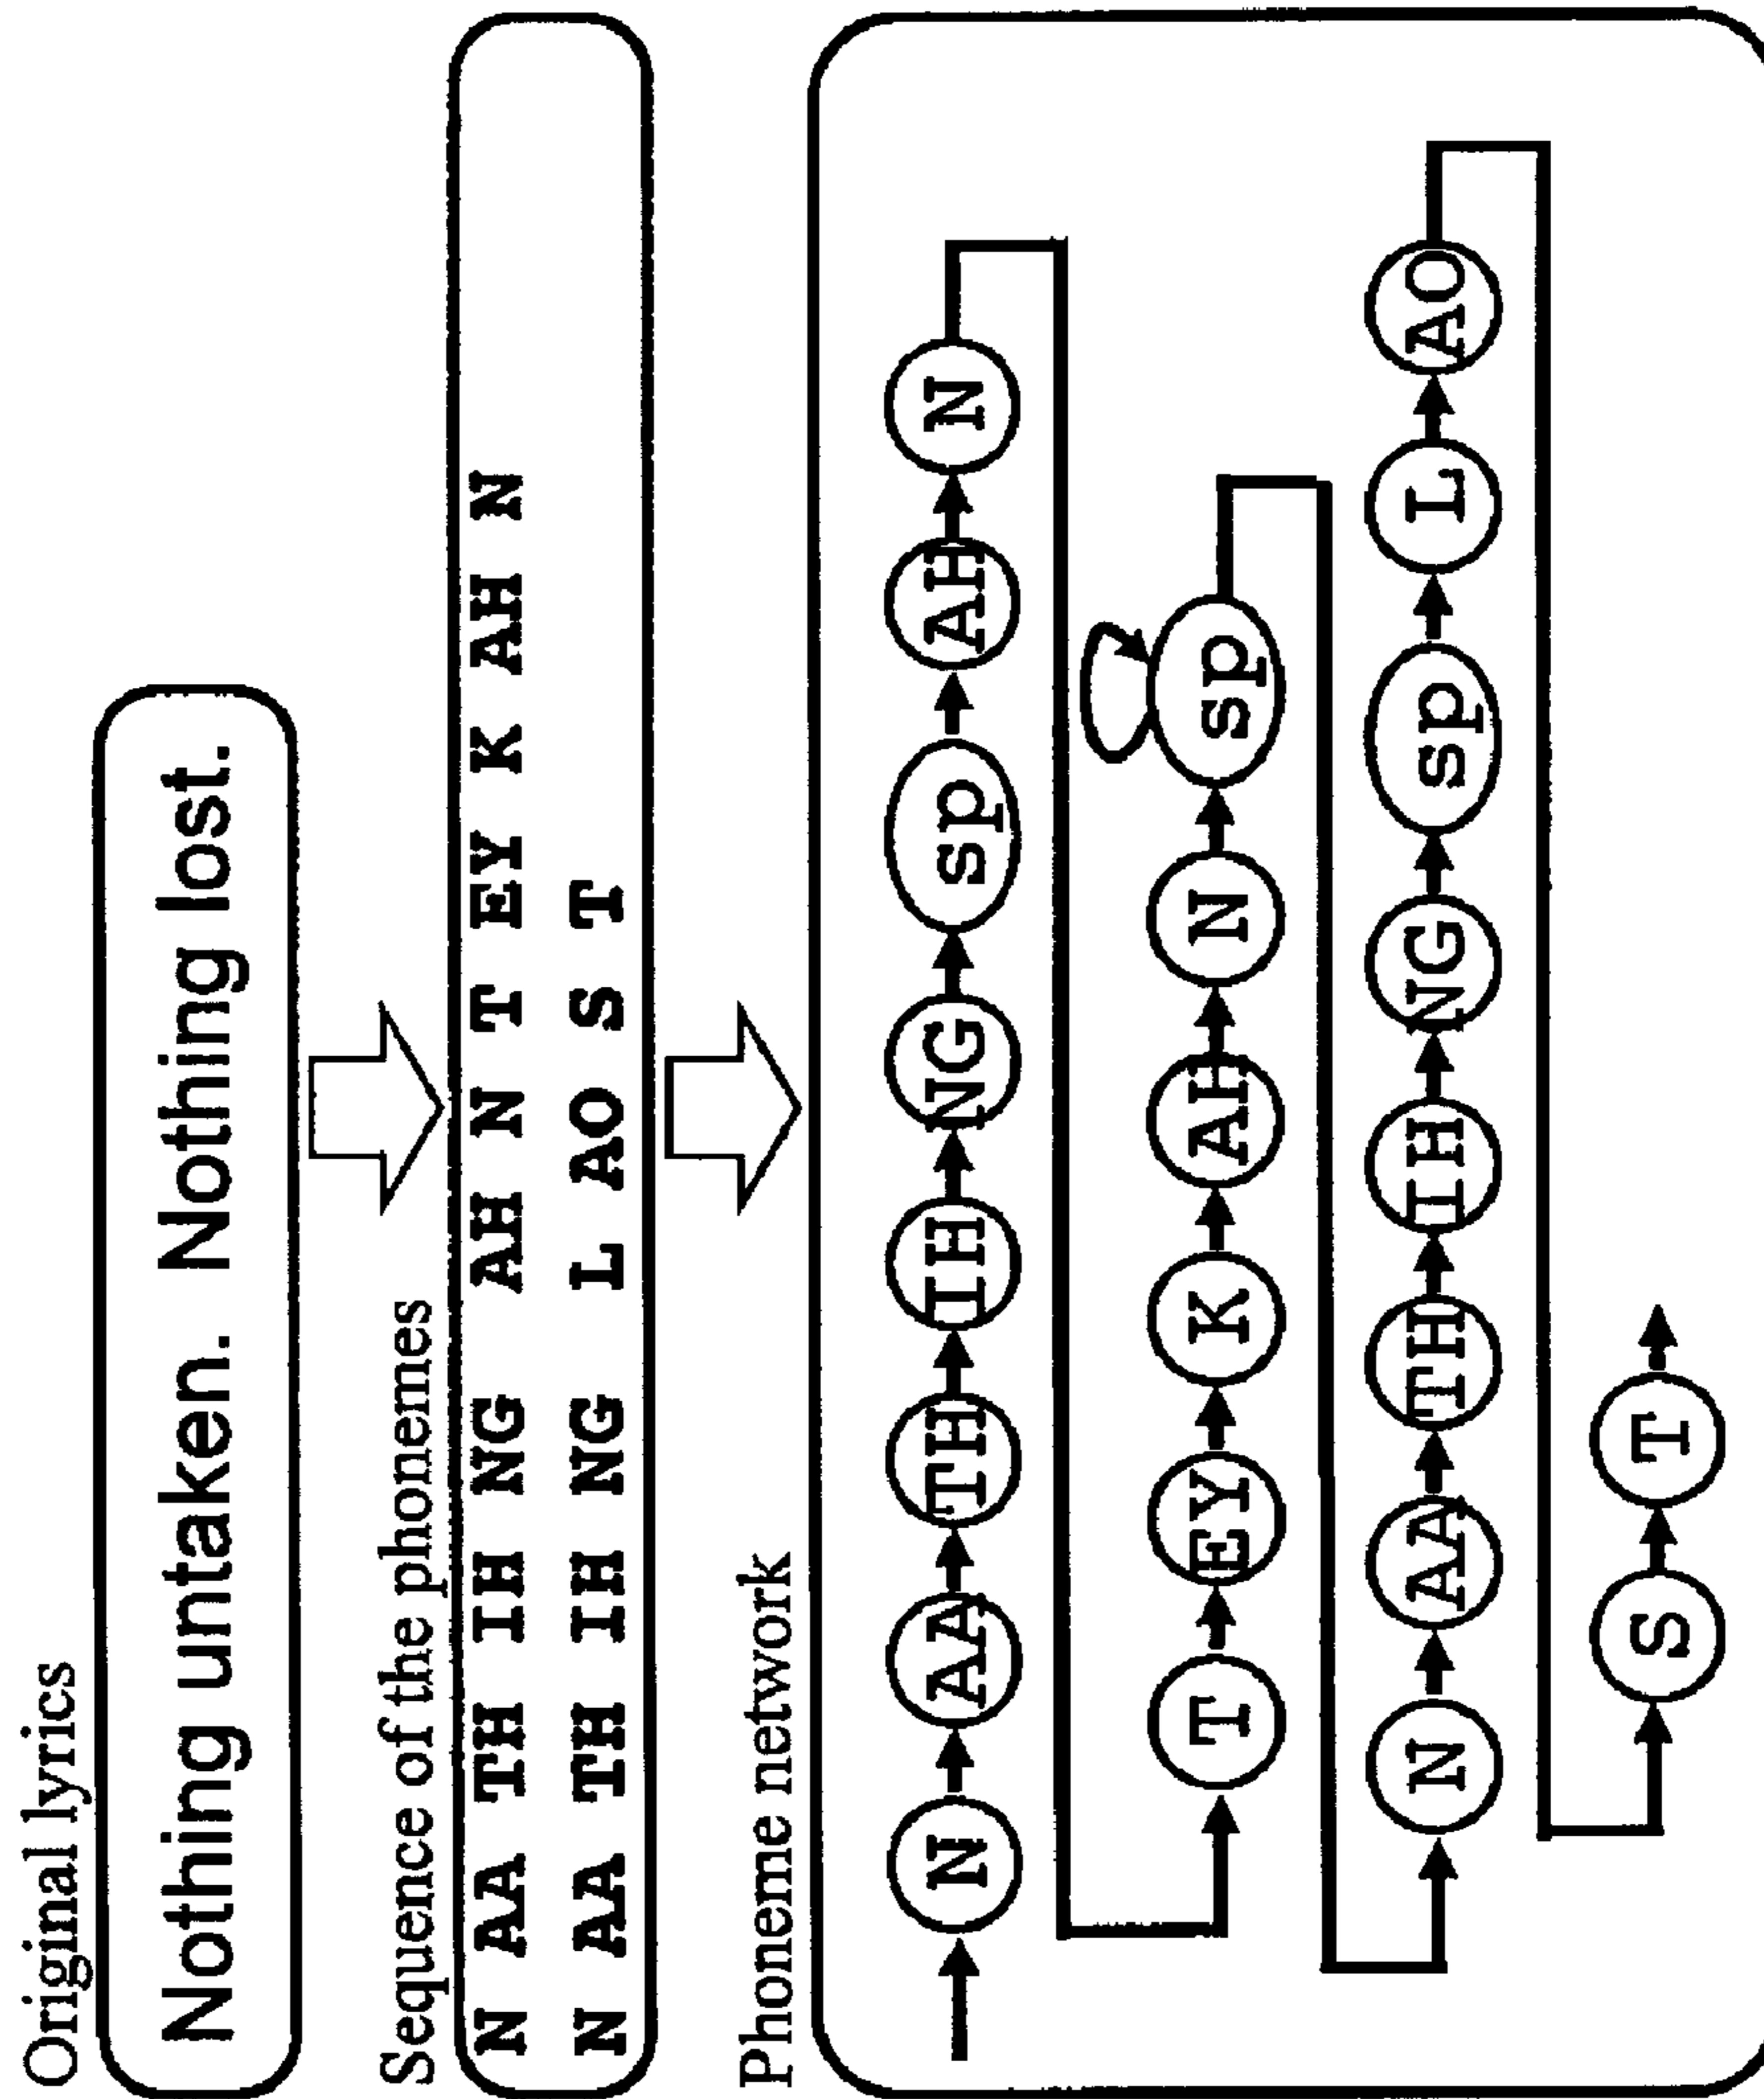 Original lyrics
Nothing untaken. Nothing lost.
Sequence of the phonemes
N AA TH IH NG AH N T EY K AH N
N AA TH IH NG L AO S T
Phoneme network
N AA TH IH NG sp AH N
T EY K AH N sp
N AA TH IH NG sp L AO
S T